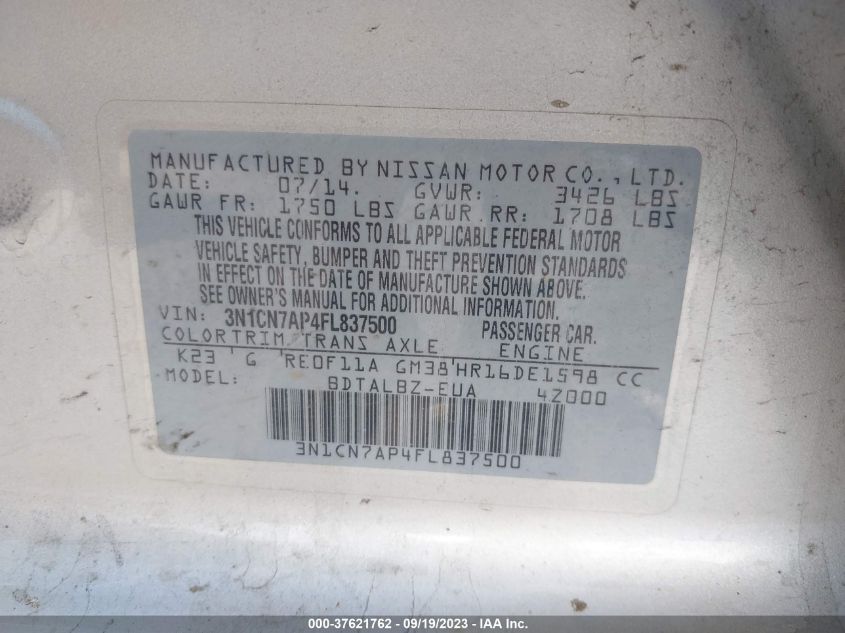 MANUFACTURED BY NISSAN MOTOR CO., LTD.
DATE: 07/14. GVWR: 3426 LBS
GAWR FR: 1750 LBS GAWR RR: 1708 LBS
THIS VEHICLE CONFORMS TO ALL APPLICABLE FEDERAL MOTOR
VEHICLE SAFETY, BUMPER AND THEFT PREVENTION STANDARDS
IN EFFECT ON THE DATE OF MANUFACTURE SHOWN ABOVE.
SEE OWNER'S MANUAL FOR ADDITIONAL INFORMATION.
VIN: 3N1CN7AP4FL837500 PASSENGER CAR.
COLOR TRIM TRANS AXLE ENGINE
K23 ' G RE0F11A GM38'HR16DE1598 CC
MODEL: BDTALBZ-EUA 4Z000
3N1CN7AP4FL837500
000-37621762 - 09/19/2023 - IAA Inc.